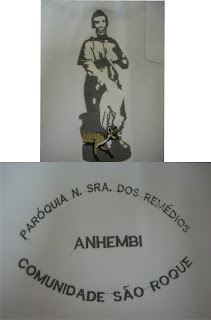 PARÓQUIA N. SRA. DOS REMÉDIOS
ANHEMBI
COMUNIDADE SÃO ROQUE